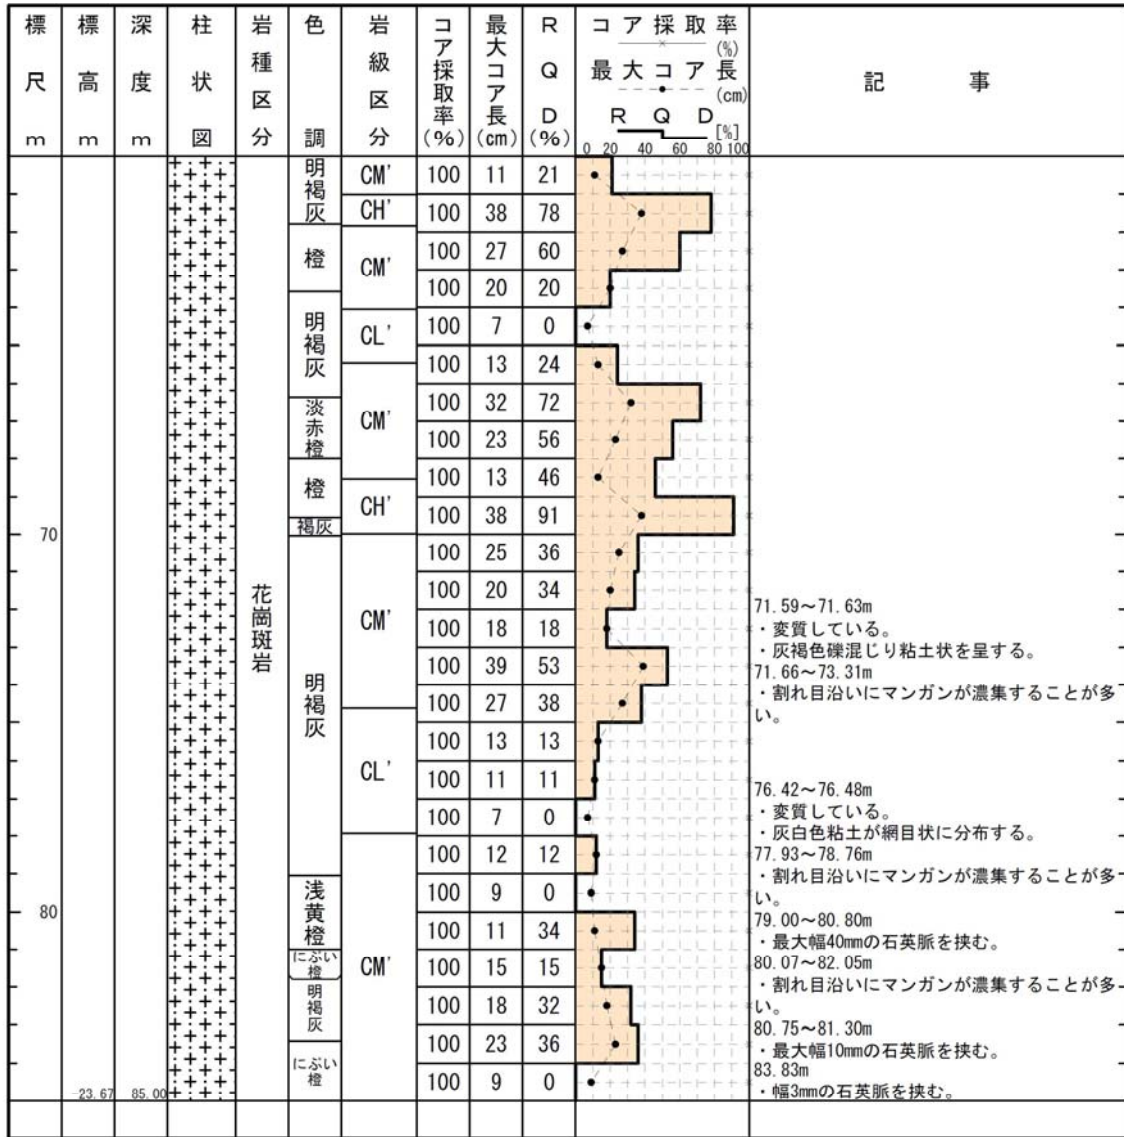 標尺m
標高m
深度m
柱状図
岩種区分
色調
岩級区分
コア採取率(%)
最大コア長(cm)
RQD(%)
コア採取率
(%)
最大コア長
(cm)
RQD
[%]
0 20 40 60 80 100
記事
明褐灰
橙
明褐灰
淡赤橙
橙
褐灰
明褐灰
浅黄橙
にぶい橙
明褐灰
にぶい橙
花崗斑岩
CM'
CH'
CM'
CL'
CM'
CH'
CM'
CL'
CM'
100 11 21
100 38 78
100 27 60
100 20 20
100 7 0
100 13 24
100 32 72
100 23 56
100 13 46
100 38 91
70
100 25 36
100 20 34
100 18 18
100 39 53
100 27 38
100 13 13
100 11 11
100 7 0
100 12 12
100 9 0
80
100 11 34
100 15 15
100 18 32
100 23 36
100 9 0
-23.67 85.00
71.59～71.63m
・変質している。
・灰褐色礫混じり粘土状を呈する。
71.66～73.31m
・割れ目沿いにマンガンが濃集することが多
い。
76.42～76.48m
・変質している。
・灰白色粘土が網目状に分布する。
77.93～78.76m
・割れ目沿いにマンガンが濃集することが多
い。
79.00～80.80m
・最大幅40mmの石英脈を挟む。
80.07～82.05m
・割れ目沿いにマンガンが濃集することが多
い。
80.75～81.30m
・最大幅10mmの石英脈を挟む。
83.83m
・幅3mmの石英脈を挟む。